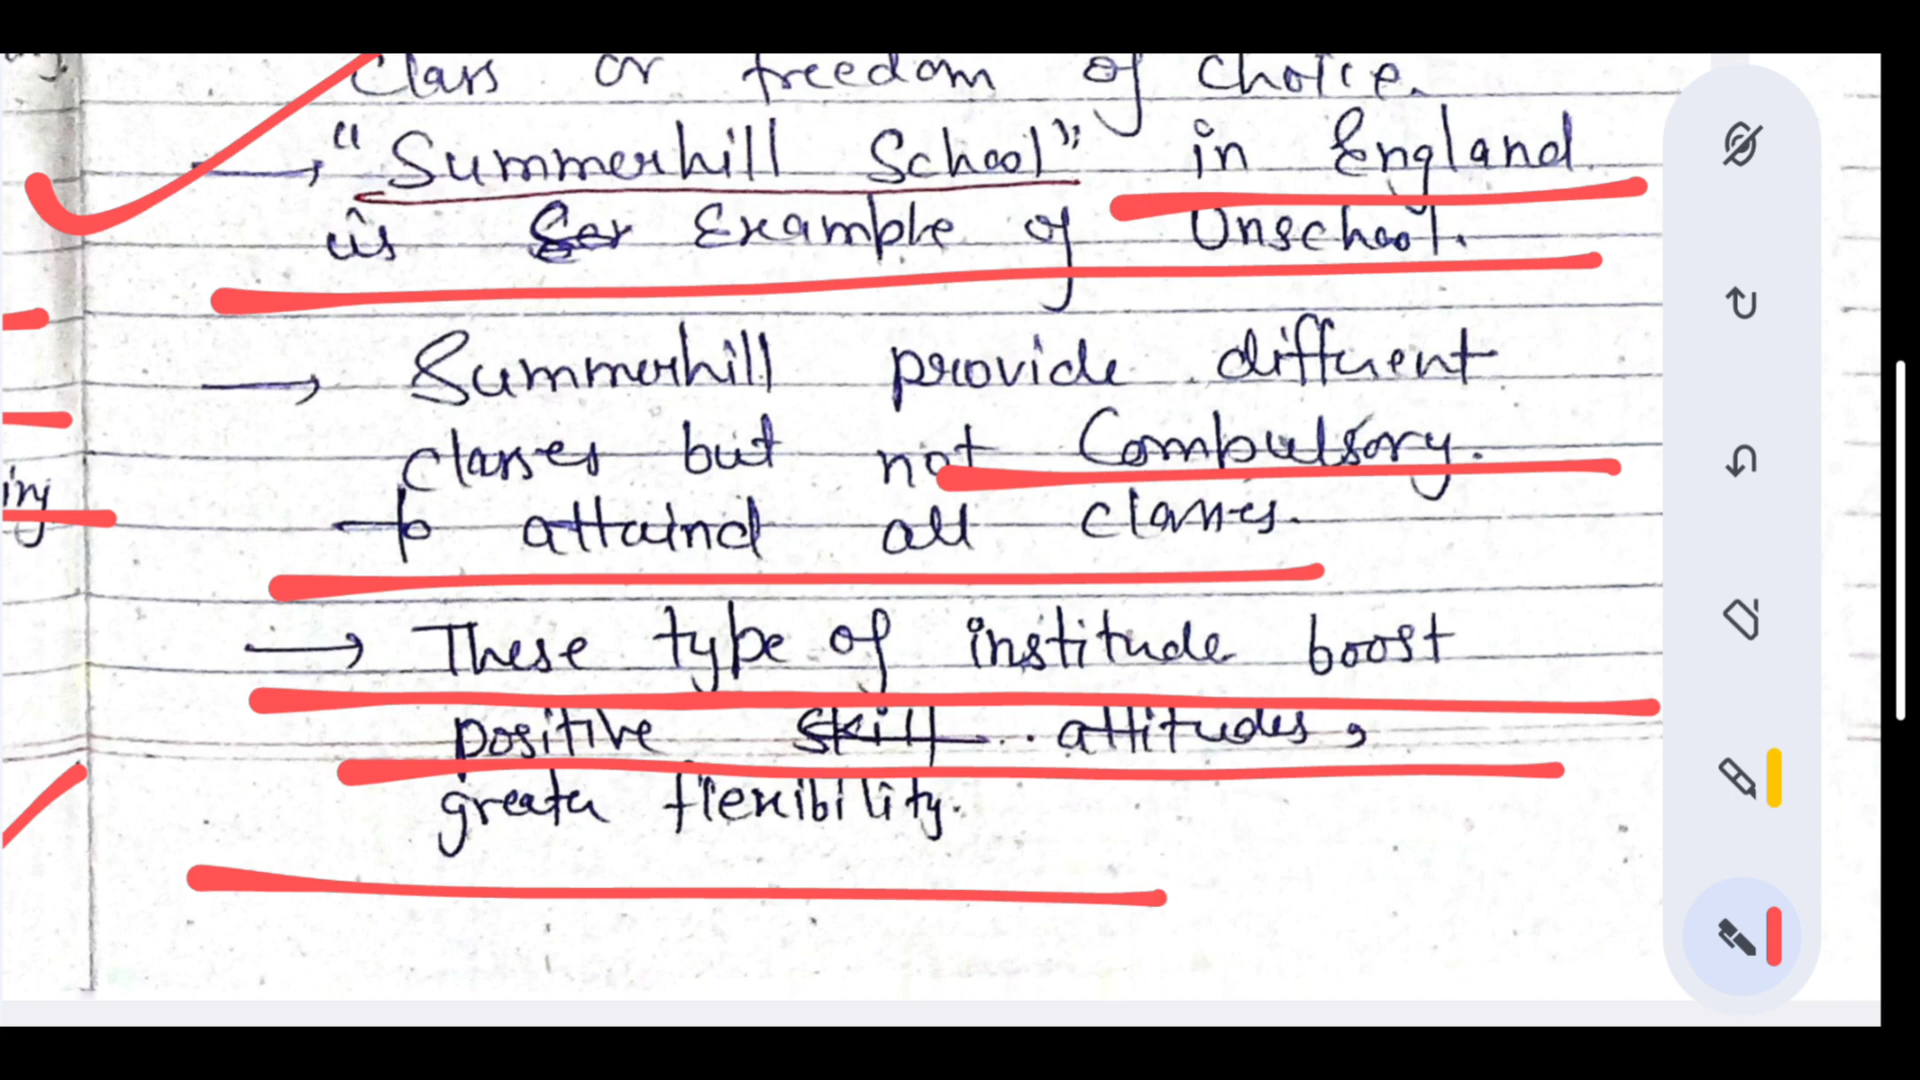 class or freedom of choice.
→ "Summerhill School" in England
is Example of Unschool.
→ Summerhill provide different
classes but not Compulsory.
to attaind all classes.
ing
→ These type of institude boost
positive skill attitudes,
greater flexibility.